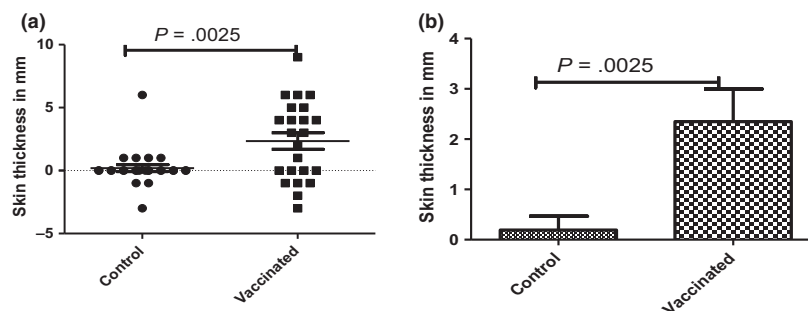 (a)
P = .0025
Skin thickness in mm
10
5
0
–5
Control
Vaccinated
(b)
P = .0025
Skin thickness in mm
4
3
2
1
0
Control
Vaccinated